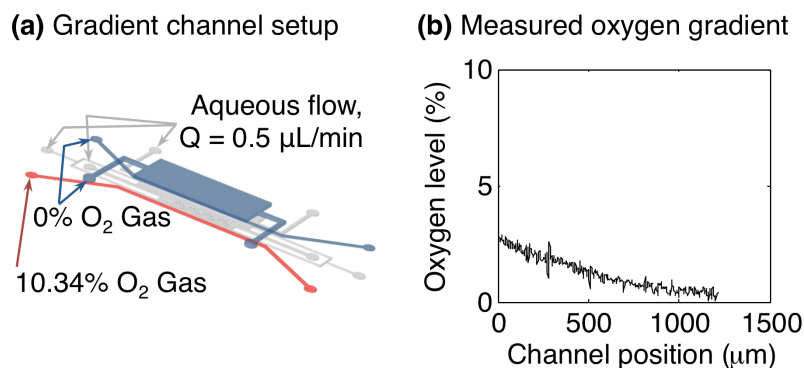 (a) Gradient channel setup
Aqueous flow,
Q = 0.5 μL/min
0% O₂ Gas
10.34% O₂ Gas
(b) Measured oxygen gradient
Oxygen level (%)
10
5
0
0 500 1000 1500
Channel position (μm)